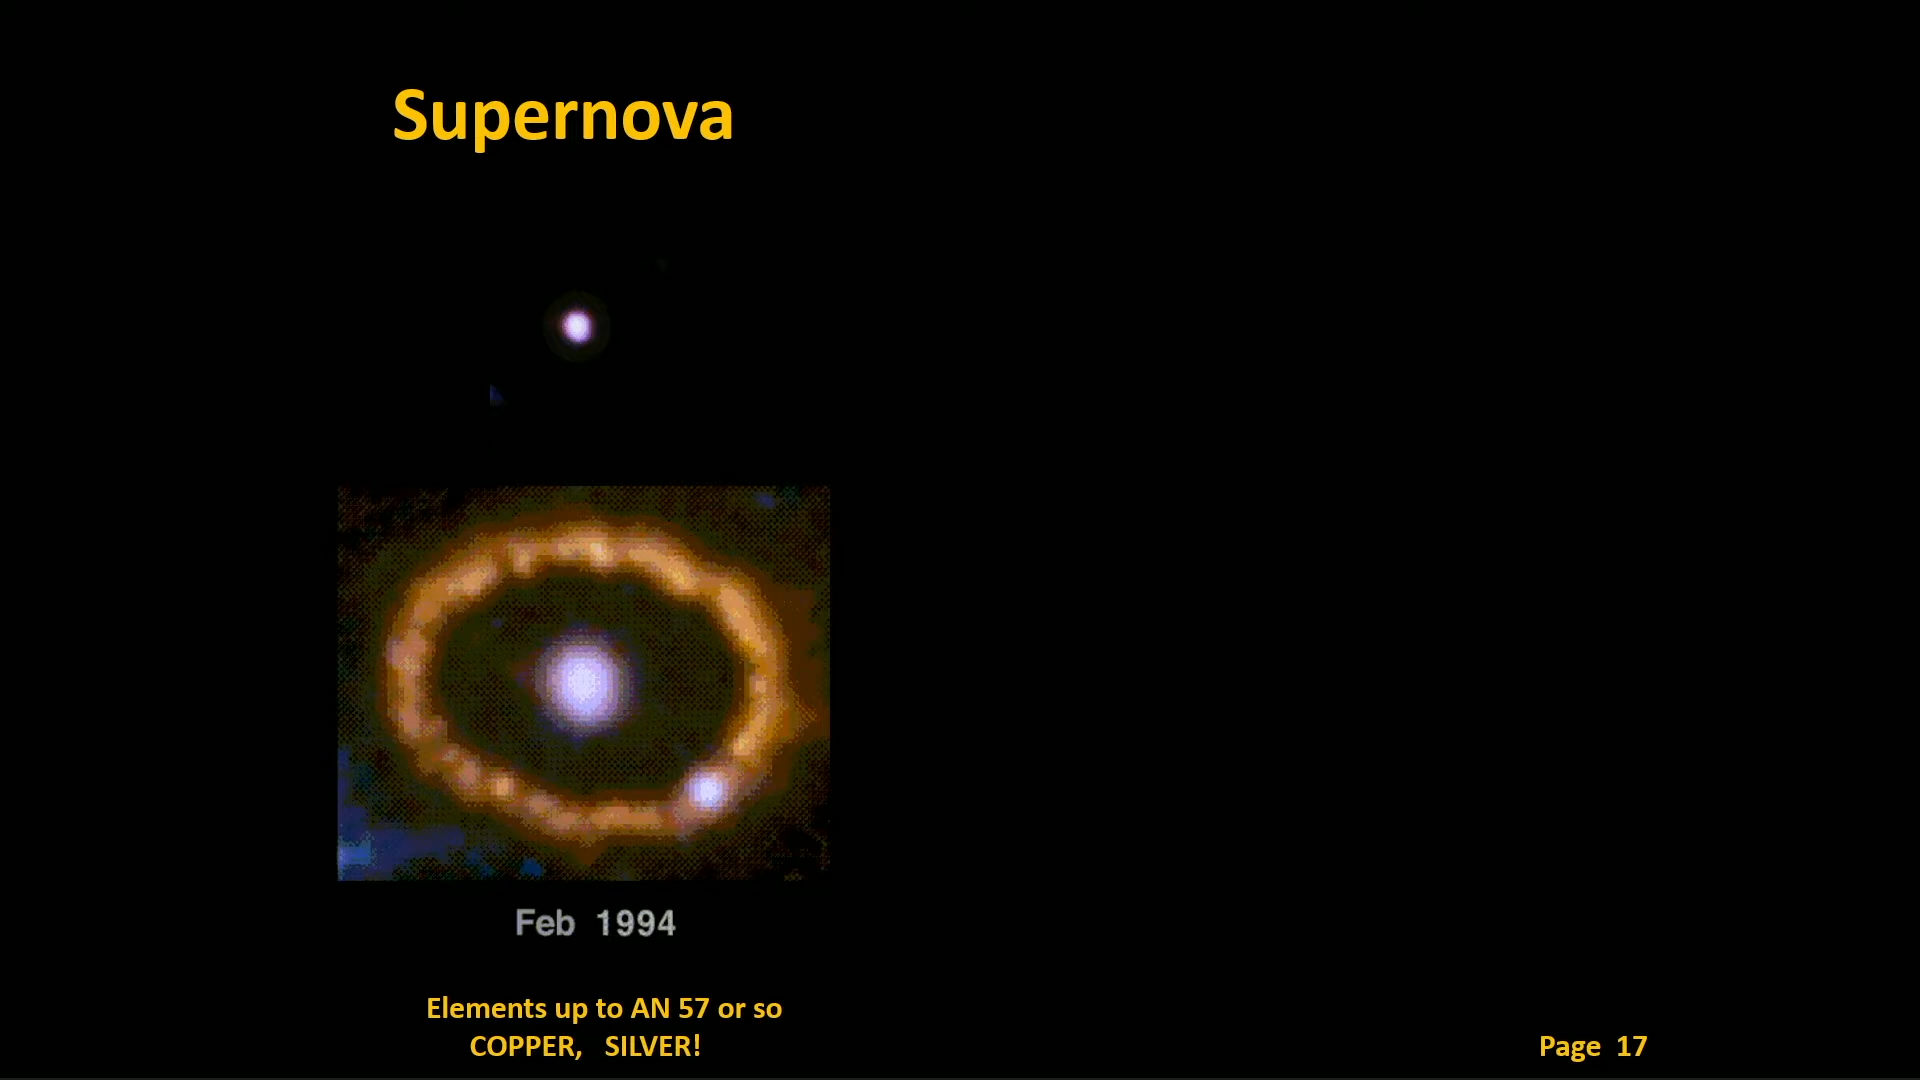 Supernova
Feb 1994
Elements up to AN 57 or so
COPPER, SILVER!
Page 17